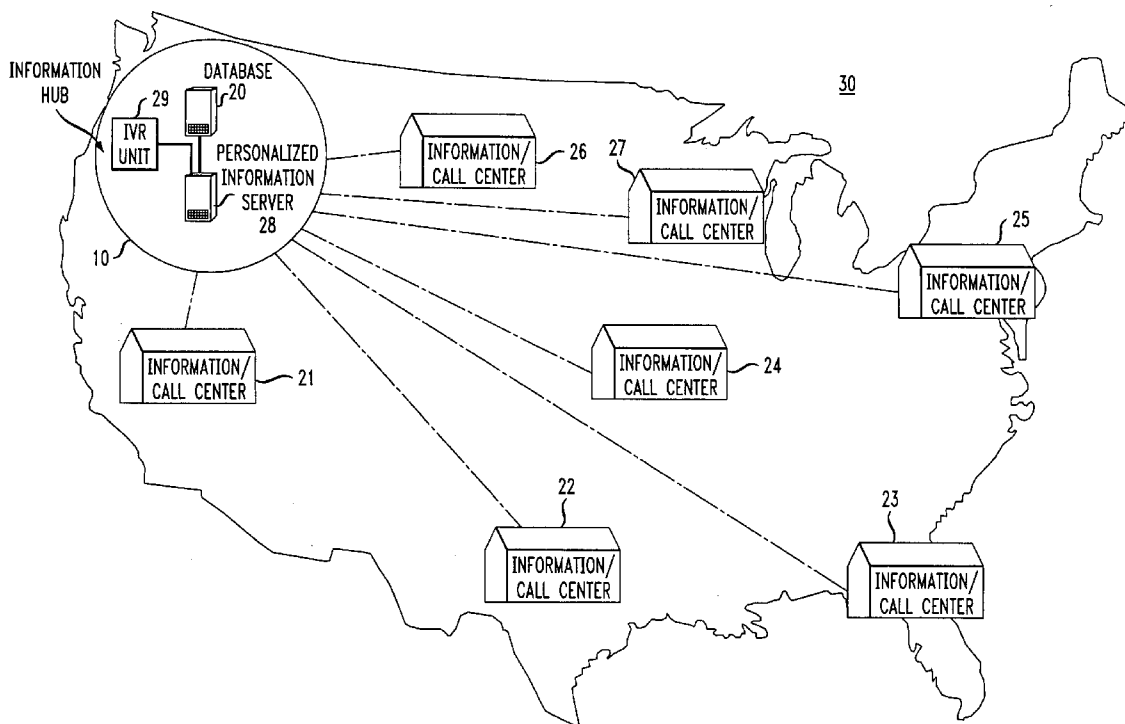 INFORMATION
HUB
DATABASE
20
29
IVR
UNIT
PERSONALIZED
INFORMATION
SERVER
28
10
30
INFORMATION/
CALL CENTER
26
27
INFORMATION/
CALL CENTER
25
INFORMATION/
CALL CENTER
INFORMATION/
CALL CENTER
21
INFORMATION/
CALL CENTER
24
22
INFORMATION/
CALL CENTER
23
INFORMATION/
CALL CENTER